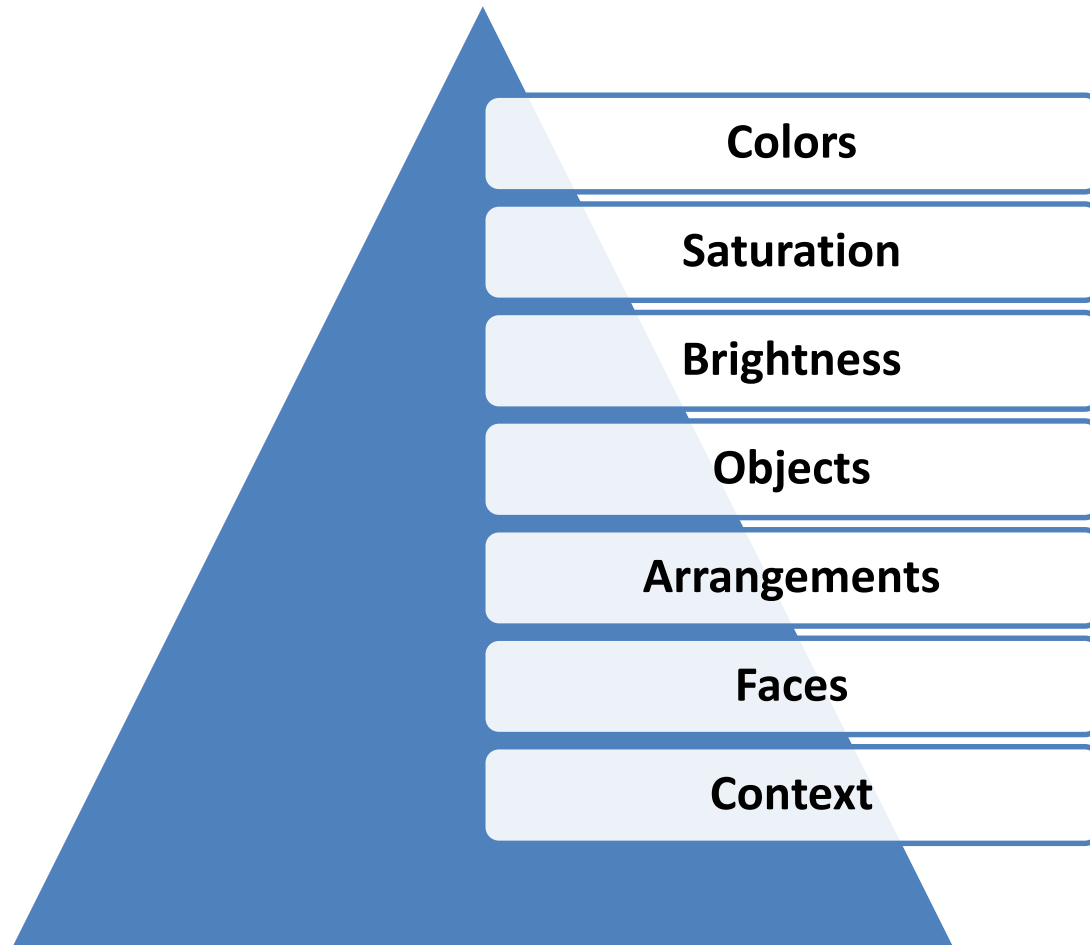 Colors
Saturation
Brightness
Objects
Arrangements
Faces
Context